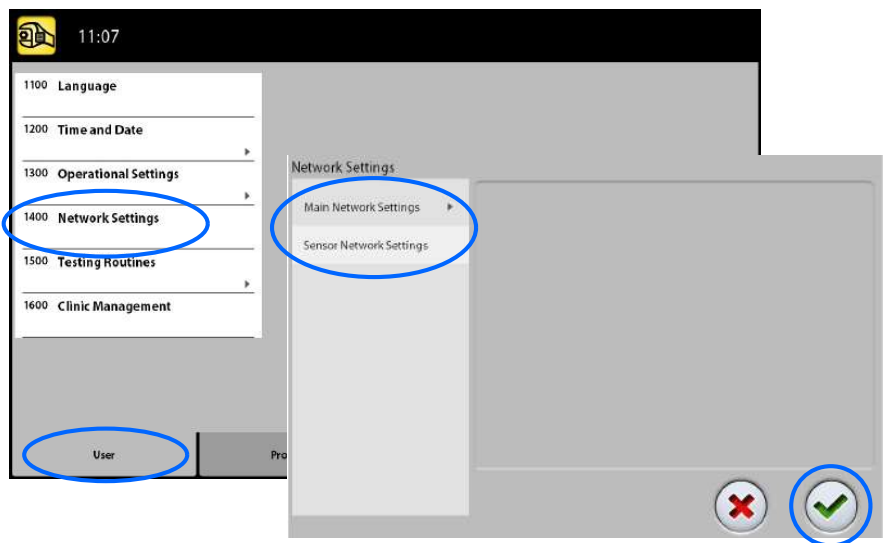 11:07
1100 Language
1200 Time and Date
1300 Operational Settings
1400 Network Settings
1500 Testing Routines
1600 Clinic Management
User
Pro
Network Settings
Main Network Settings
Sensor Network Settings